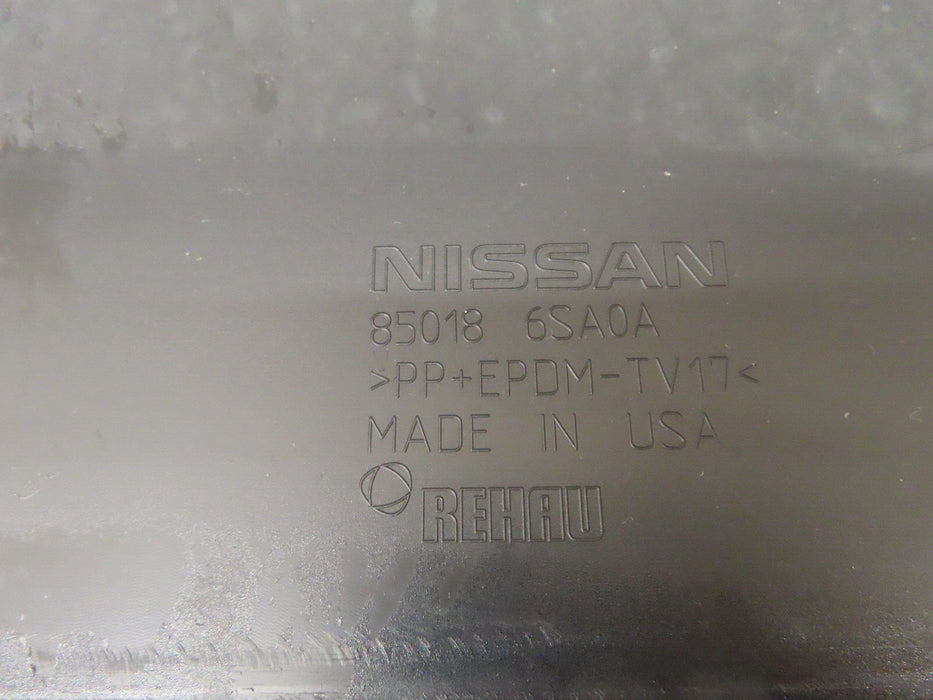 NISSAN
85018 6SA0A
>PP+EPDM-TV17<
MADE IN USA
REHAU